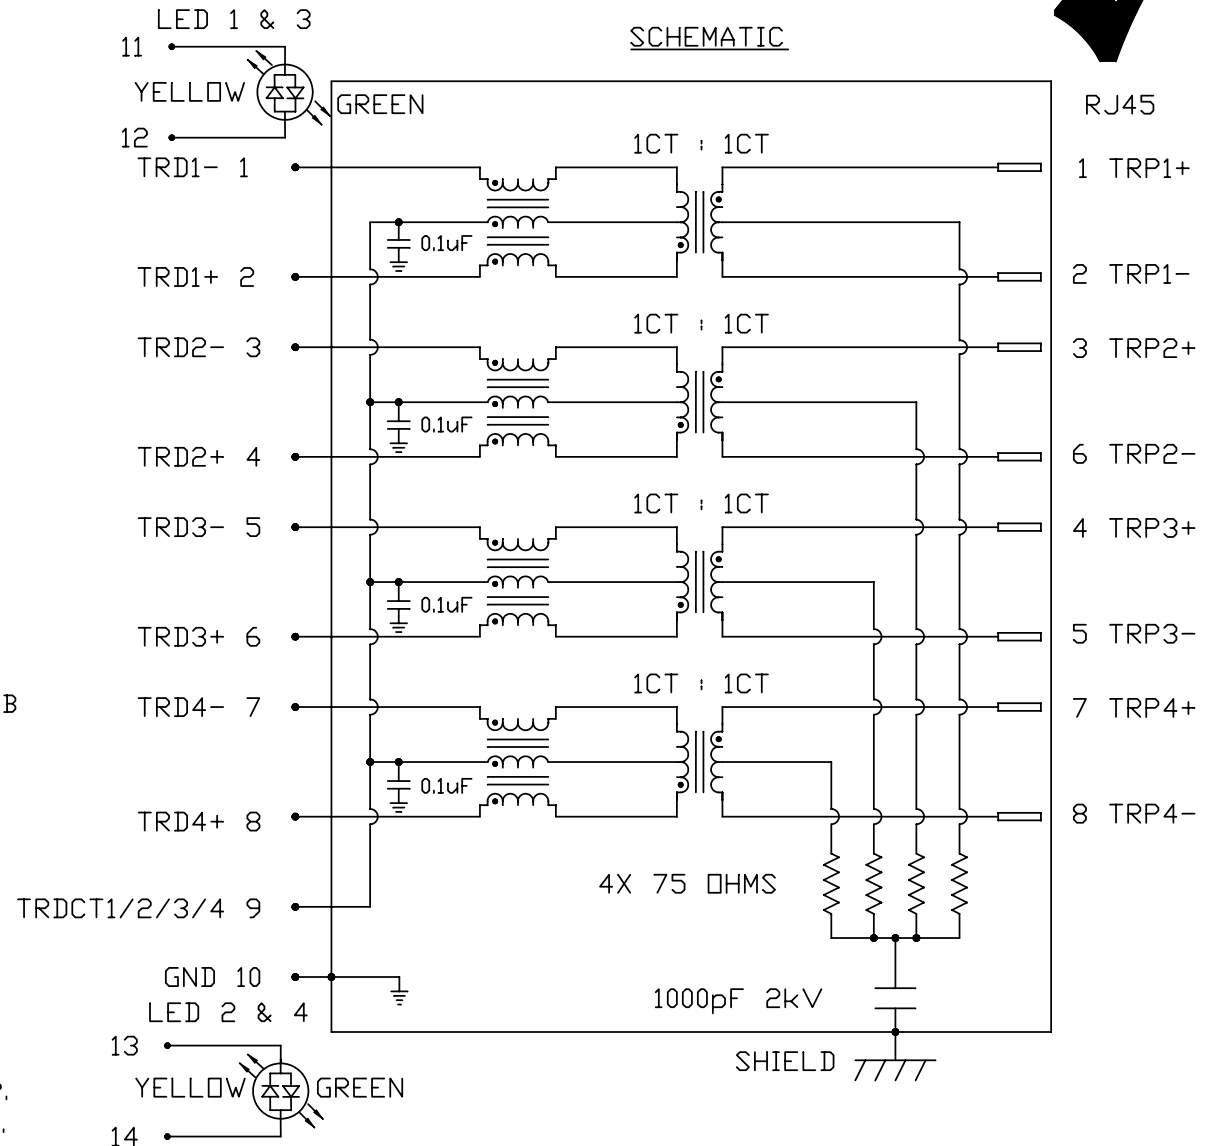 LED 1 & 3
SCHEMATIC
11
YELLOW
GREEN
RJ45
12
1CT : 1CT
TRD1- 1
1 TRP1+
0.1uF
TRD1+ 2
2 TRP1-
1CT : 1CT
TRD2- 3
3 TRP2+
0.1uF
TRD2+ 4
6 TRP2-
1CT : 1CT
TRD3- 5
4 TRP3+
0.1uF
TRD3+ 6
5 TRP3-
1CT : 1CT
B
TRD4- 7
7 TRP4+
0.1uF
TRD4+ 8
8 TRP4-
4X 75 OHMS
TRDCT1/2/3/4 9
GND 10
1000pF 2kV
LED 2 & 4
13
SHIELD
YELLOW
GREEN
14